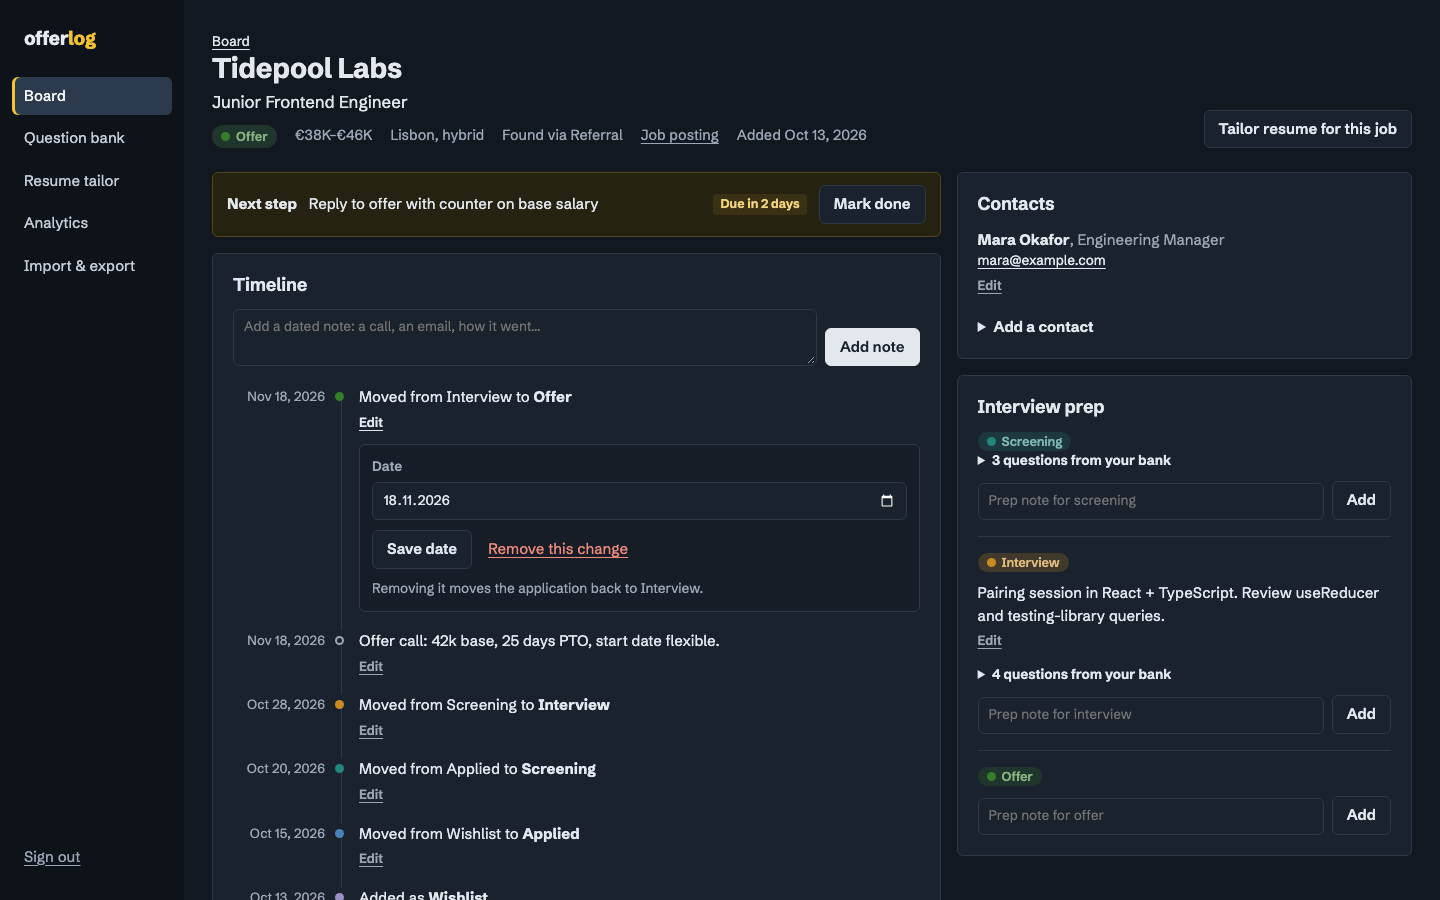 offerlog
Board
Question bank
Resume tailor
Analytics
Import & export
Sign out
Board
Tidepool Labs
Junior Frontend Engineer
Offer €38K–€46K Lisbon, hybrid Found via Referral Job posting Added Oct 13, 2026
Tailor resume for this job
Next step Reply to offer with counter on base salary Due in 2 days Mark done
Timeline
Add a dated note: a call, an email, how it went...
Add note
Nov 18, 2026 Moved from Interview to Offer
Edit
Date
18.11.2026
Save date Remove this change
Removing it moves the application back to Interview.
Nov 18, 2026 Offer call: 42k base, 25 days PTO, start date flexible.
Edit
Oct 28, 2026 Moved from Screening to Interview
Edit
Oct 20, 2026 Moved from Applied to Screening
Edit
Oct 15, 2026 Moved from Wishlist to Applied
Edit
Oct 13, 2026 Added as Wishlist
Contacts
Mara Okafor, Engineering Manager
mara@example.com
Edit
Add a contact
Interview prep
Screening
3 questions from your bank
Prep note for screening Add
Interview
Pairing session in React + TypeScript. Review useReducer
and testing-library queries.
Edit
4 questions from your bank
Prep note for interview Add
Offer
Prep note for offer Add